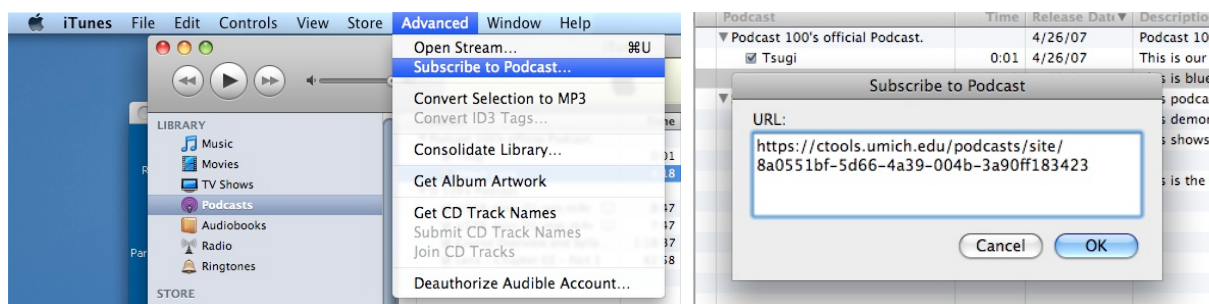 iTunes File Edit Controls View Store Advanced Window Help
Open Stream... ⌘U
Subscribe to Podcast...
Convert Selection to MP3
Convert ID3 Tags...
Consolidate Library...
Get Album Artwork
Get CD Track Names
Submit CD Track Names
Join CD Tracks
Deauthorize Audible Account...
LIBRARY
Music
Movies
TV Shows
Podcasts
Audiobooks
Radio
Ringtones
STORE
Podcast Time Release Date
Podcast 100's official Podcast. 4/26/07 Podcast 10
Tsugi 0:01 4/26/07 This is our
Subscribe to Podcast
URL:
https://ctools.umich.edu/podcasts/site/
8a0551bf-5d66-4a39-004b-3a90ff183423
Cancel OK